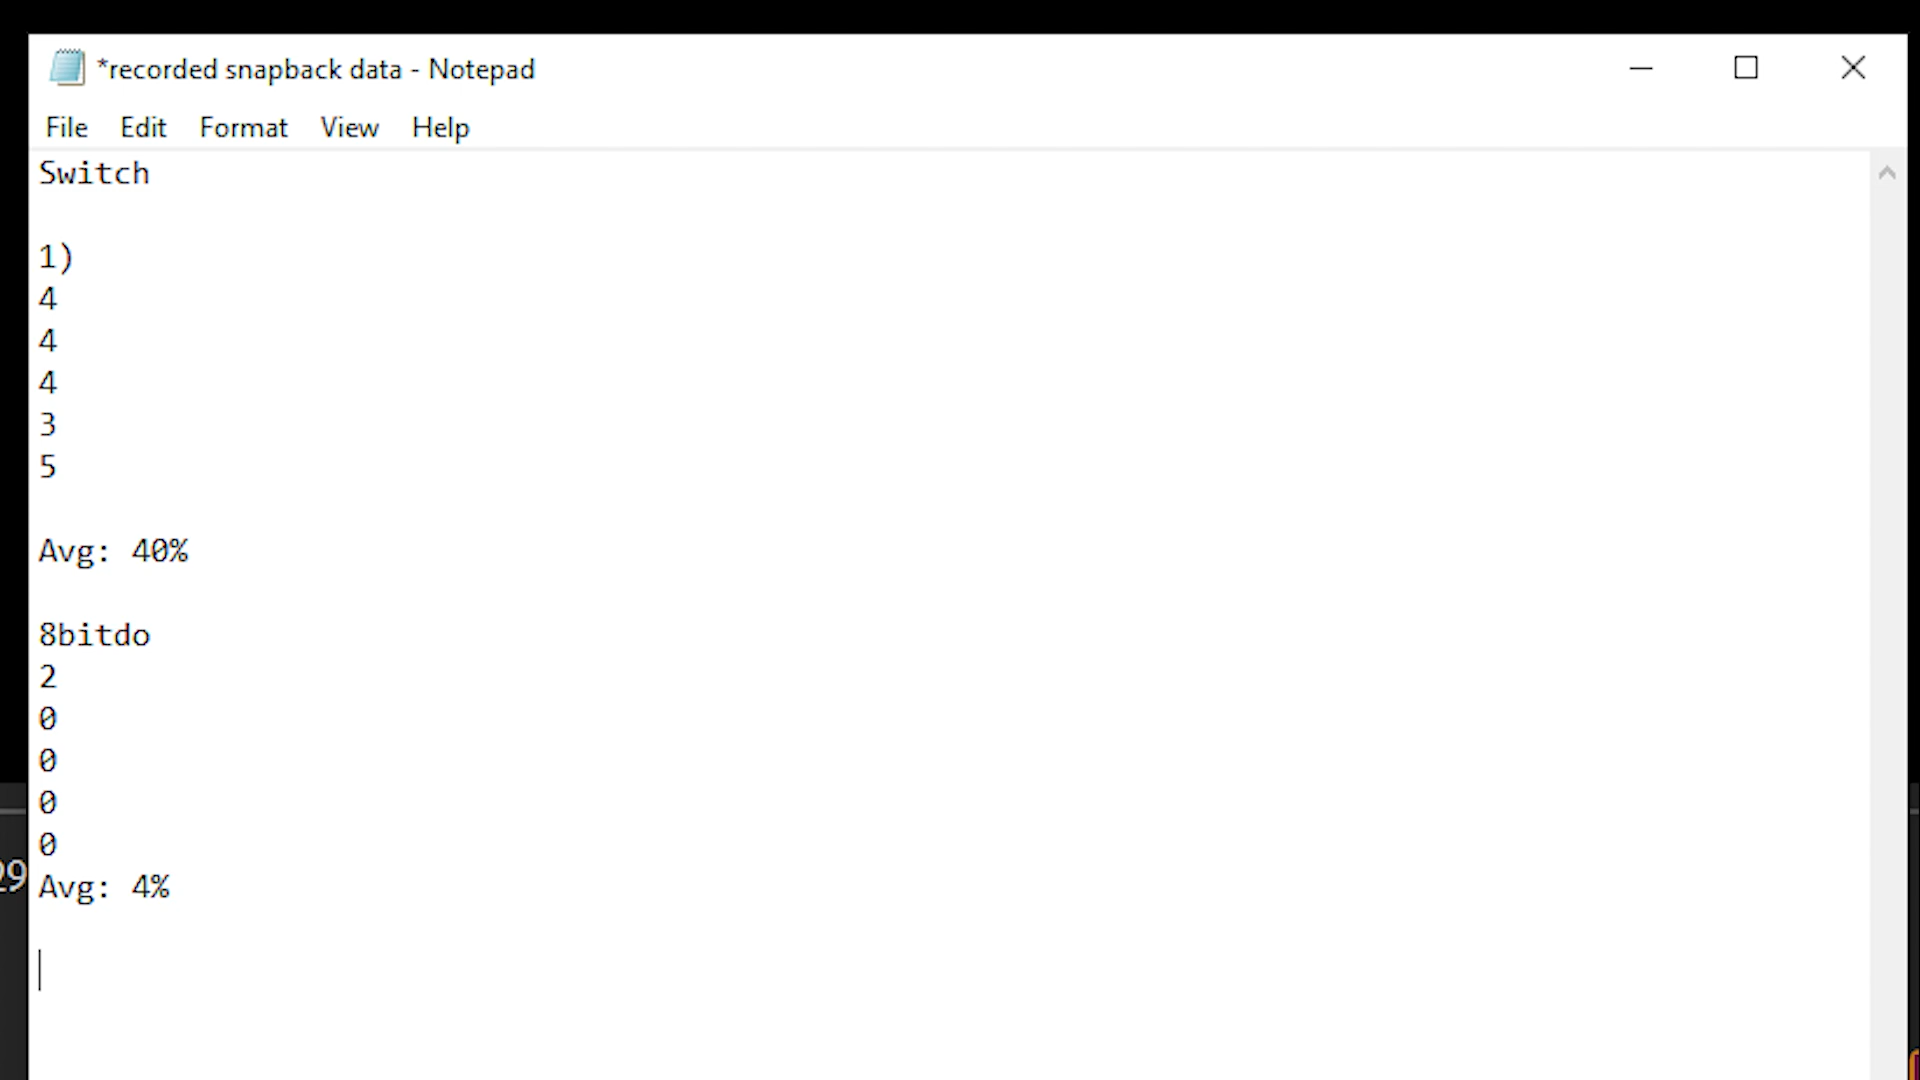 *recorded snapback data - Notepad
File Edit Format View Help
Switch
1)
4
4
4
3
5
Avg: 40%
8bitdo
2
0
0
0
0
29
Avg: 4%